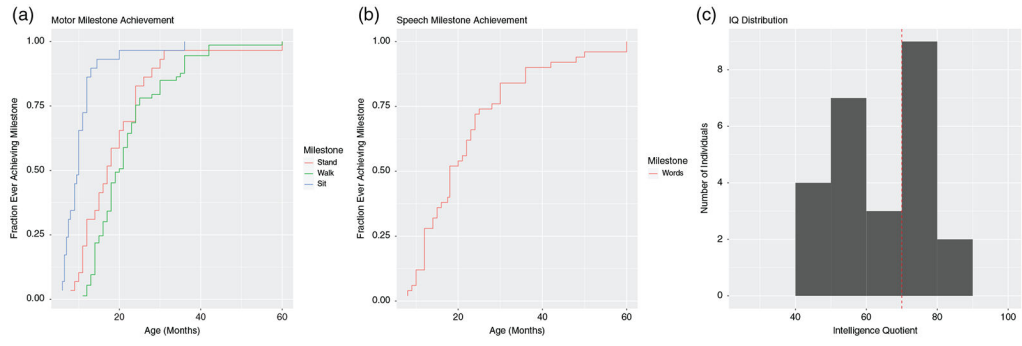 (a)
Motor Milestone Achievement
1.00
0.75
0.50
0.25
0.00
Fraction Ever Achieving Milestone
20
40
60
Age (Months)
Milestone
Stand
Walk
Sit
(b)
Speech Milestone Achievement
1.00
0.75
0.50
0.25
0.00
Fraction Ever Achieving Milestone
20
40
60
Age (Months)
Milestone
Words
(c)
IQ Distribution
8
6
4
2
0
Number of Individuals
40
60
80
100
Intelligence Quotient